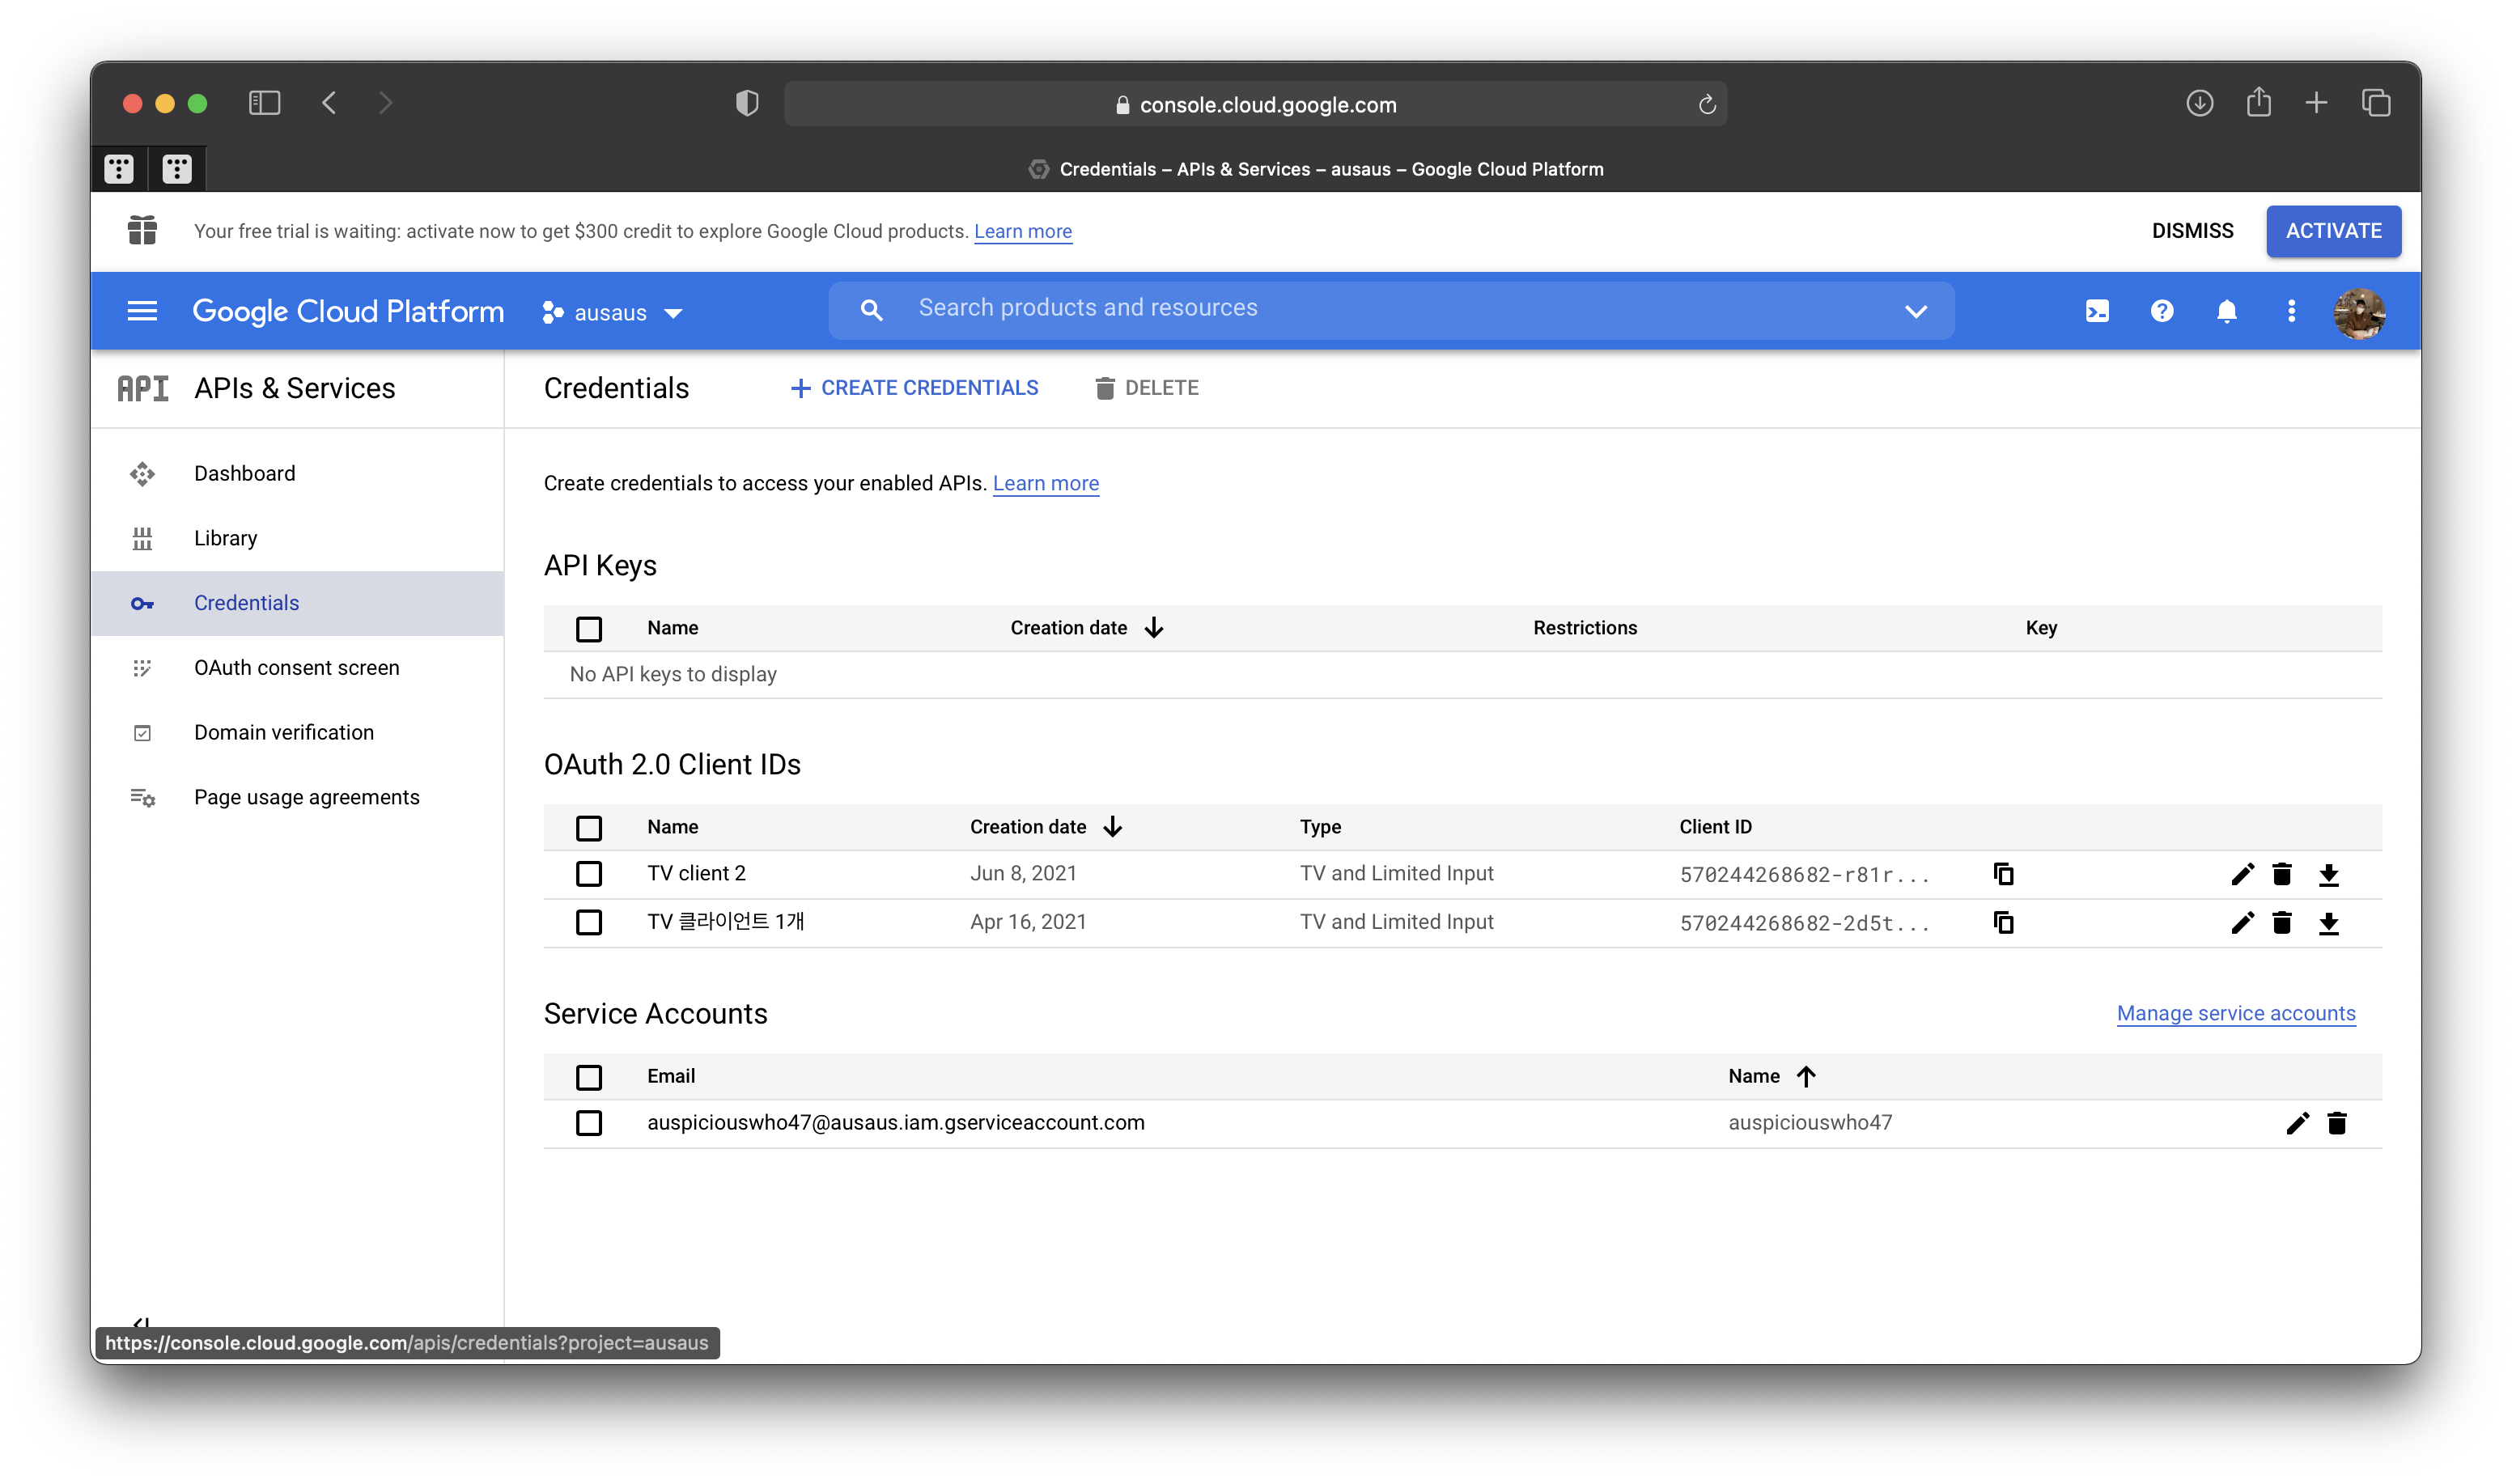 console.cloud.google.com
Credentials – APIs & Services – ausaus – Google Cloud Platform
Your free trial is waiting: activate now to get $300 credit to explore Google Cloud products. Learn more
DISMISS
ACTIVATE
Google Cloud Platform
ausaus
Search products and resources
API APIs & Services
Credentials
CREATE CREDENTIALS
DELETE
Dashboard
Library
Credentials
OAuth consent screen
Domain verification
Page usage agreements
Create credentials to access your enabled APIs. Learn more
API Keys
Name Creation date Restrictions Key
No API keys to display
OAuth 2.0 Client IDs
Name Creation date Type Client ID
TV client 2 Jun 8, 2021 TV and Limited Input 570244268682-r81r...
TV 클라이언트 1개 Apr 16, 2021 TV and Limited Input 570244268682-2d5t...
Service Accounts
Manage service accounts
Email Name
auspiciouswho47@ausaus.iam.gserviceaccount.com auspiciouswho47
https://console.cloud.google.com/apis/credentials?project=ausaus